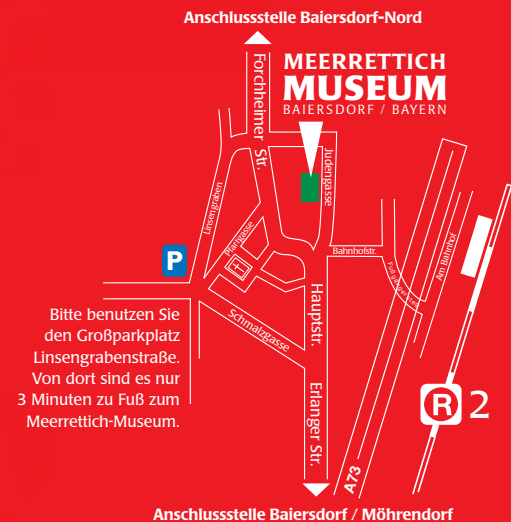 Anschlussstelle Baiersdorf-Nord
MEERRETTICH
MUSEUM
BAIERSDORF / BAYERN
Forchheimer Str.
Judengasse
Linsengraben
Pfarrgasse
Bahnhofstr.
Am Bahnhof
Fußgängerweg
P
Bitte benutzen Sie
den Großparkplatz
Linsengrabenstraße.
Von dort sind es nur
3 Minuten zu Fuß zum
Meerrettich-Museum.
Schmalzgasse
Hauptstr.
Erlanger Str.
R 2
A73
Anschlussstelle Baiersdorf / Möhrendorf